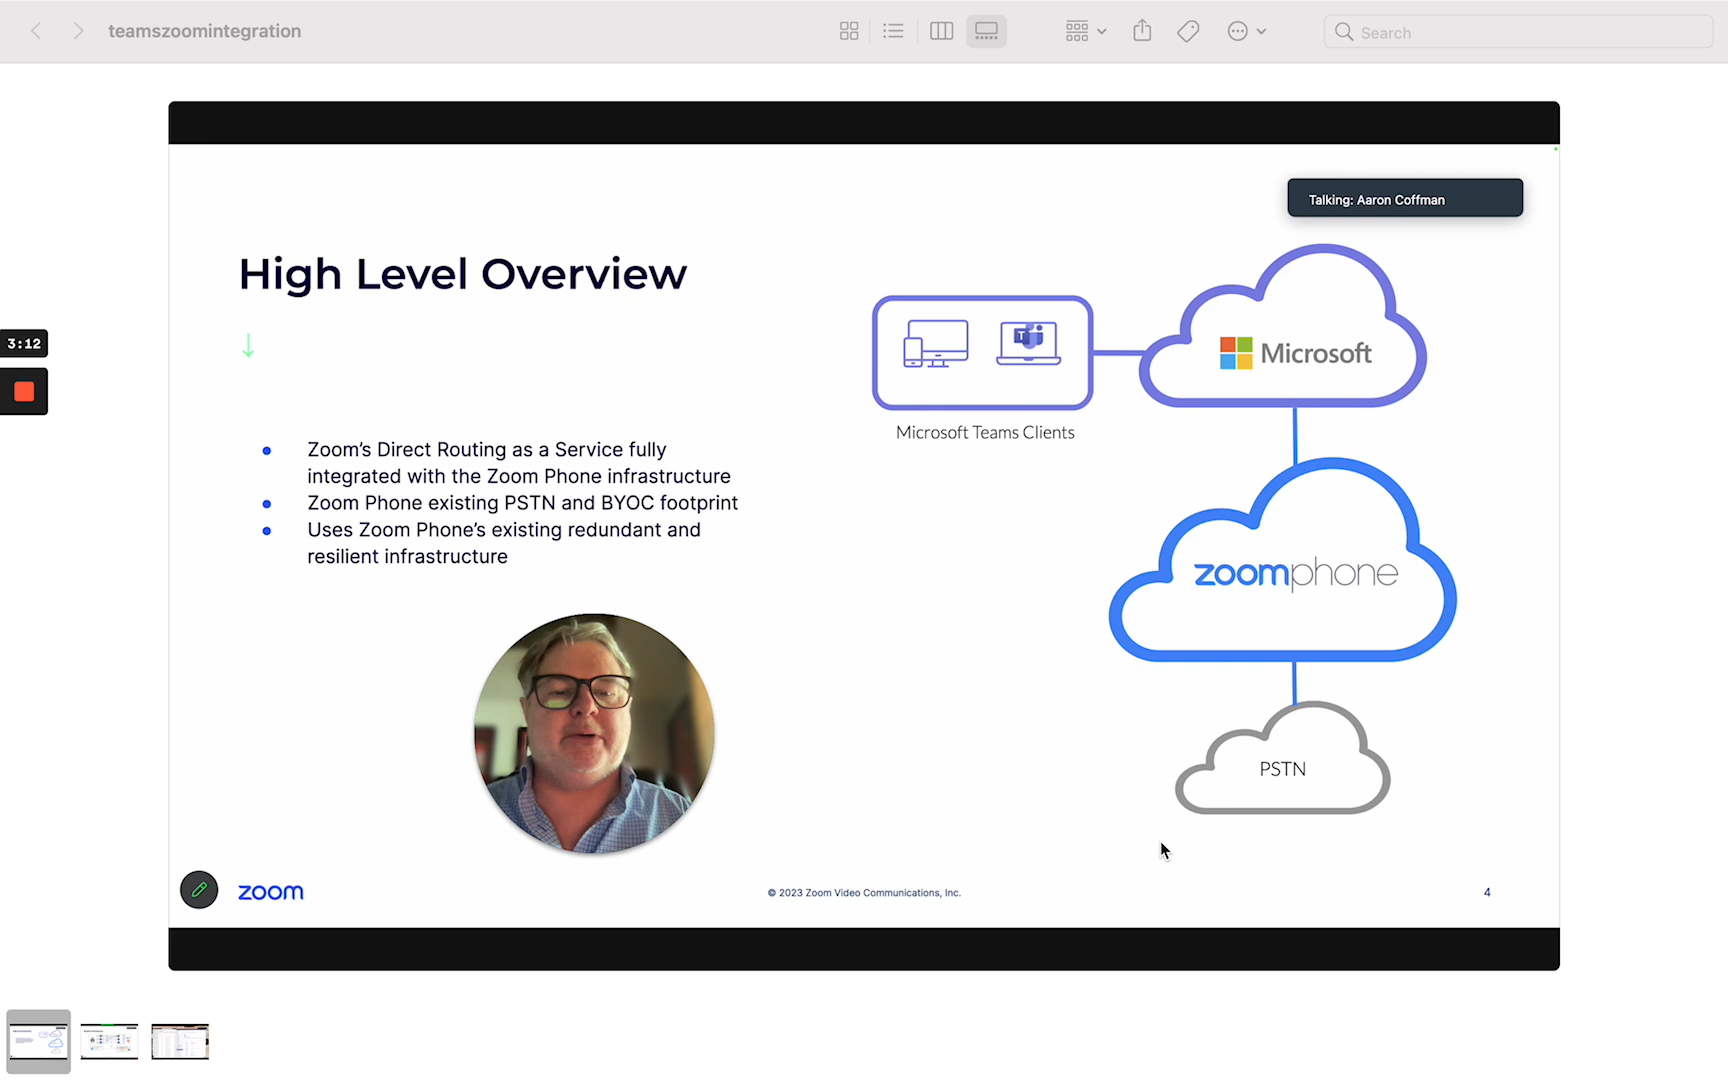 teamszoomintegration
Search
Talking: Aaron Coffman
High Level Overview
Microsoft
Microsoft Teams Clients
3:12
Zoom’s Direct Routing as a Service fully
integrated with the Zoom Phone infrastructure
Zoom Phone existing PSTN and BYOC footprint
Uses Zoom Phone’s existing redundant and
resilient infrastructure
zoomphone
PSTN
zoom
© 2023 Zoom Video Communications, Inc.
4